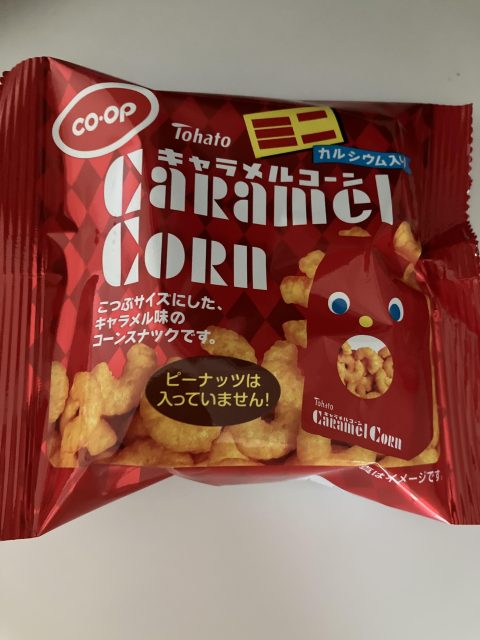 CO·OP
Tohato
ミニ
カルシウム入り
キャラメルコーン
Caramel
Corn
こつぶサイズにした、
キャラメル味の
コーンスナックです。
ピーナッツは
入っていません!
Tohato
キャラメルコーン
Caramel Corn
イメージです。